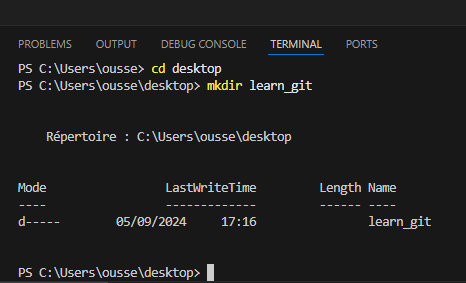 PROBLEMS OUTPUT DEBUG CONSOLE TERMINAL PORTS
PS C:\Users\ousse> cd desktop
PS C:\Users\ousse\desktop> mkdir learn_git
Répertoire : C:\Users\ousse\desktop
Mode LastWriteTime Length Name
---- ------------- ------ ----
d----- 05/09/2024 17:16 learn_git
PS C:\Users\ousse\desktop>